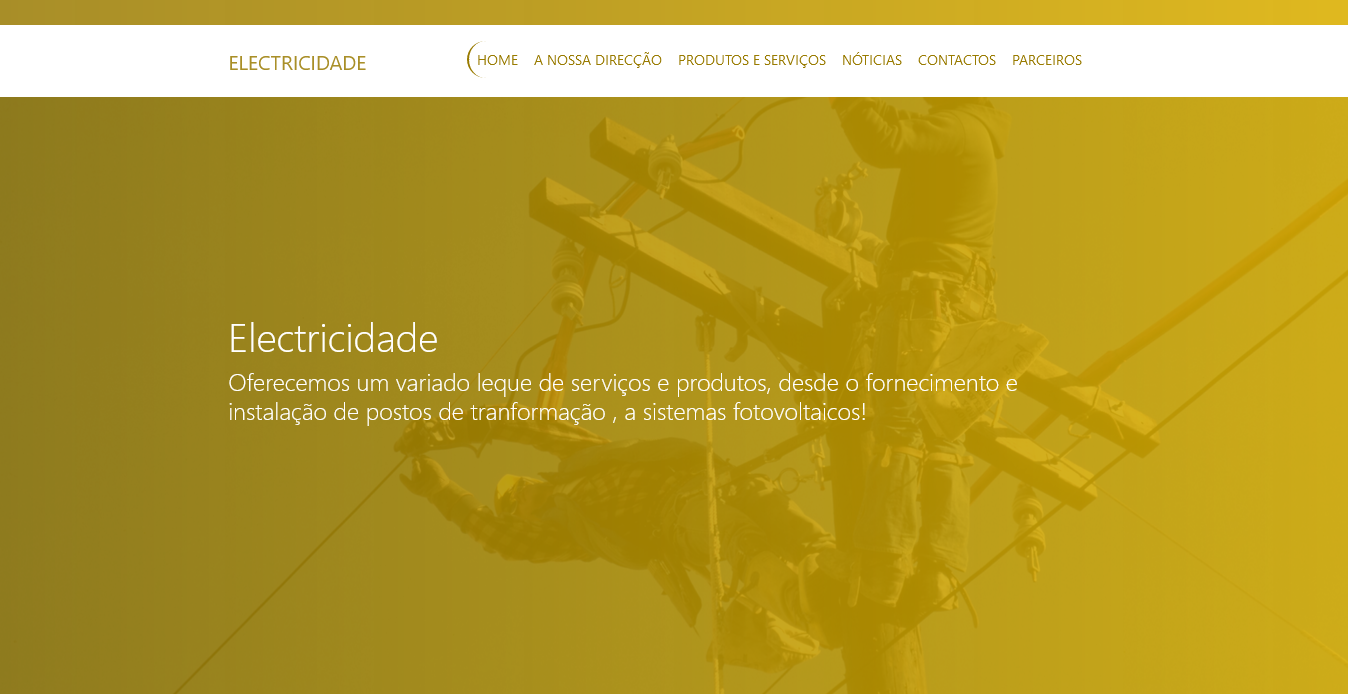 ELECTRICIDADE
HOME A NOSSA DIRECÇÃO PRODUTOS E SERVIÇOS NÓTICIAS CONTACTOS PARCEIROS
Electricidade
Oferecemos um variado leque de serviços e produtos, desde o fornecimento e
instalação de postos de tranformação , a sistemas fotovoltaicos!